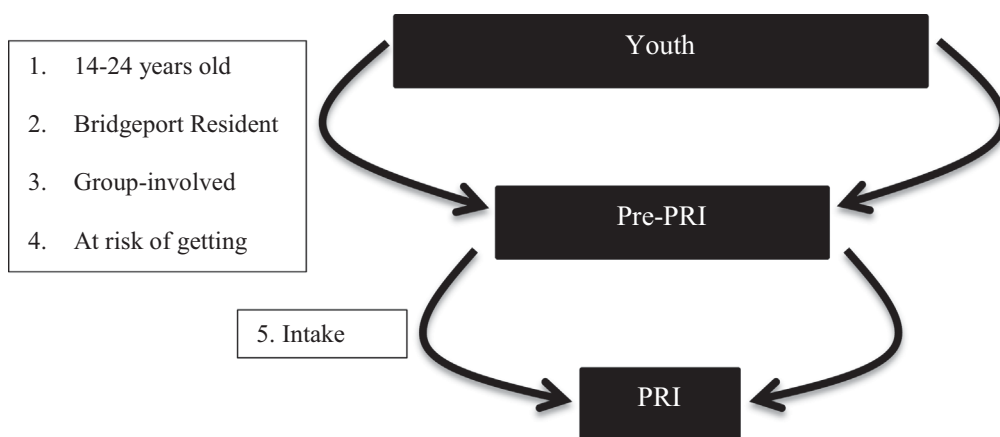 Youth
1. 14-24 years old
2. Bridgeport Resident
3. Group-involved
4. At risk of getting
Pre-PRI
5. Intake
PRI